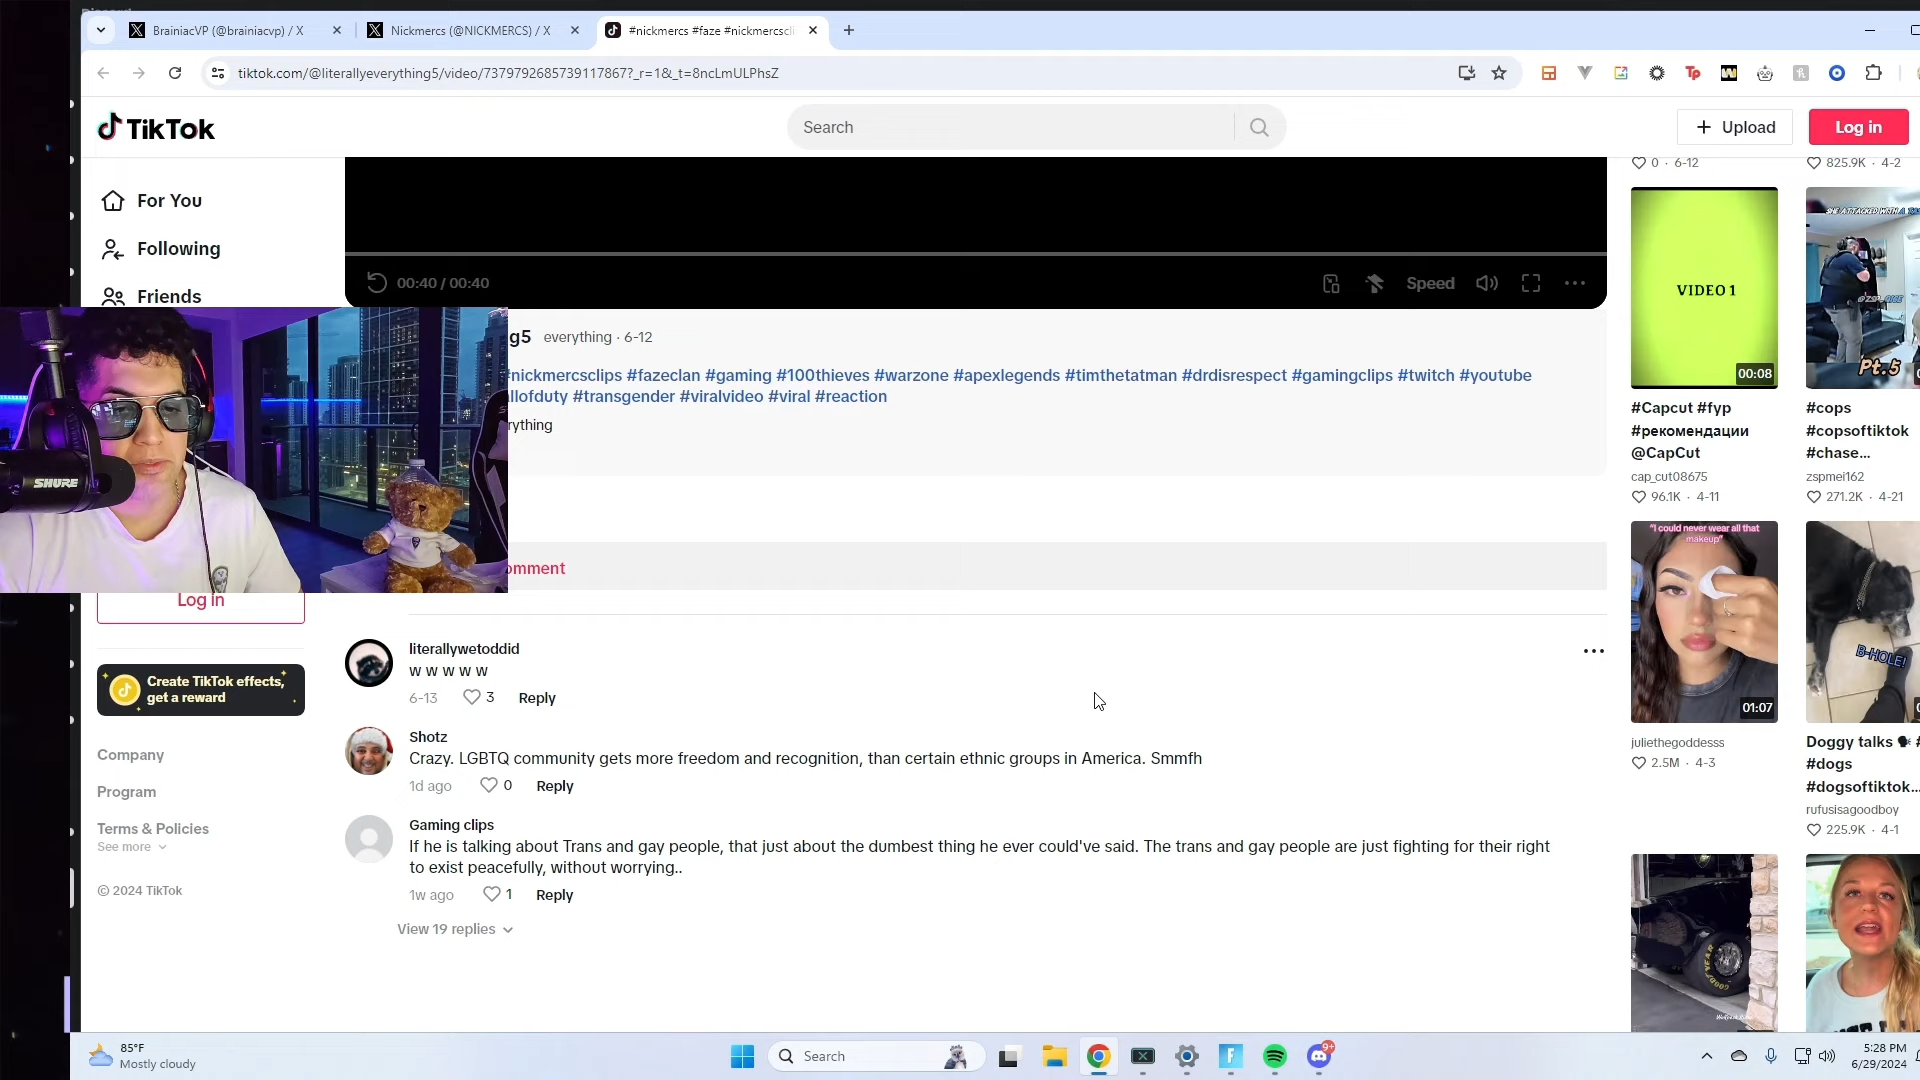 BrainiacVP (@brainiacvp) / X
Nickmercs (@NICKMERCS) / X
#nickmercs #faze #nickmercscli
tiktok.com/@literallyeverything5/video/7379792685739117867?_r=1&_t=8ncLmULPhsZ
TikTok
Search
Upload
Log in
For You
Following
Friends
Log in
Create TikTok effects,
get a reward
Company
Program
Terms & Policies
See more
© 2024 TikTok
SHURE
00:40 / 00:40
Speed
g5 everything · 6-12
#nickmercsclips #fazeclan #gaming #100thieves #warzone #apexlegends #timthetatman #drdisrespect #gamingclips #twitch #youtube
llofduty #transgender #viralvideo #viral #reaction
rything
omment
literallywetoddid
w w w w w
6-13 3 Reply
Shotz
Crazy. LGBTQ community gets more freedom and recognition, than certain ethnic groups in America. Smmfh
1d ago 0 Reply
Gaming clips
If he is talking about Trans and gay people, that just about the dumbest thing he ever could've said. The trans and gay people are just fighting for their right
to exist peacefully, without worrying..
1w ago 1 Reply
View 19 replies
0 · 6-12
825.9K · 4-2
VIDEO 1
00:08
#Capcut #fyp
#рекомендации
@CapCut
cap_cut08675
96.1K · 4-11
SHE ATTACKED WITH A
Pt.5
#cops
#copsoftiktok
#chase...
zspmei162
271.2K · 4-21
"I could never wear all that
makeup"
01:07
juliethegoddesss
2.5M · 4-3
B-HOLE!
Doggy talks 🗣 #
#dogs
#dogsoftiktok...
rufusisagoodboy
225.9K · 4-1
GOODYEAR
85°F
Mostly cloudy
Search
9+
5:28 PM
6/29/2024